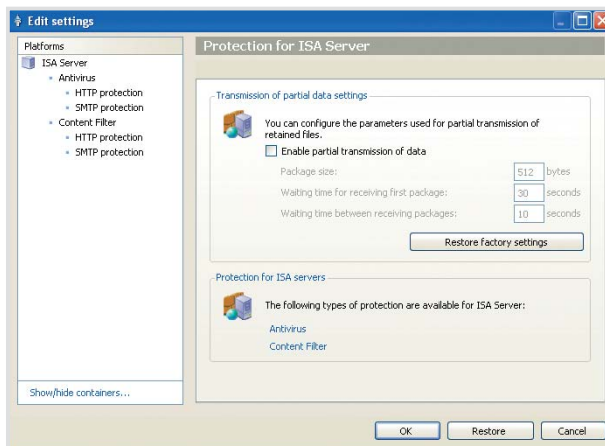 Edit settings
Platforms
ISA Server
Antivirus
HTTP protection
SMTP protection
Content Filter
HTTP protection
SMTP protection
Show/hide containers...
Protection for ISA Server
Transmission of partial data settings
You can configure the parameters used for partial transmission of
retained files.
Enable partial transmission of data
Package size: 512 bytes
Waiting time for receiving first package: 30 seconds
Waiting time between receiving packages: 10 seconds
Restore factory settings
Protection for ISA servers
The following types of protection are available for ISA Server:
Antivirus
Content Filter
OK Restore Cancel